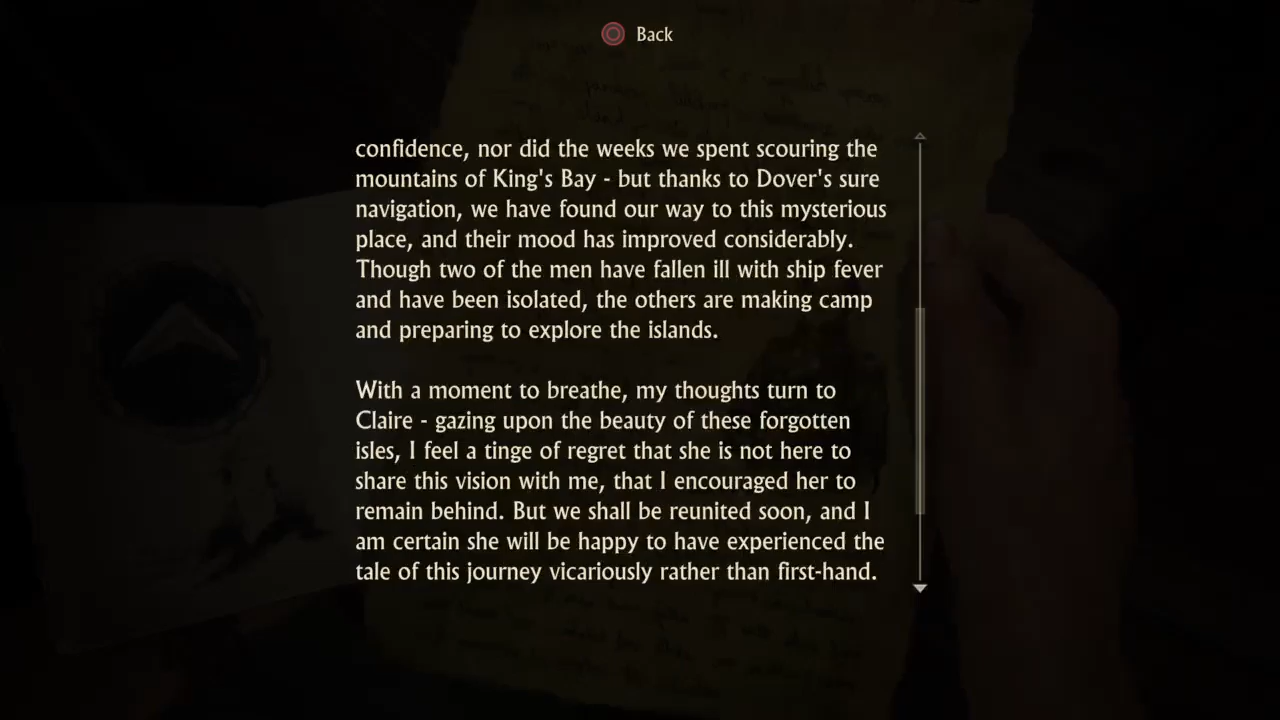 Back
confidence, nor did the weeks we spent scouring the
mountains of King's Bay - but thanks to Dover's sure
navigation, we have found our way to this mysterious
place, and their mood has improved considerably.
Though two of the men have fallen ill with ship fever
and have been isolated, the others are making camp
and preparing to explore the islands.
With a moment to breathe, my thoughts turn to
Claire - gazing upon the beauty of these forgotten
isles, I feel a tinge of regret that she is not here to
share this vision with me, that I encouraged her to
remain behind. But we shall be reunited soon, and I
am certain she will be happy to have experienced the
tale of this journey vicariously rather than first-hand.